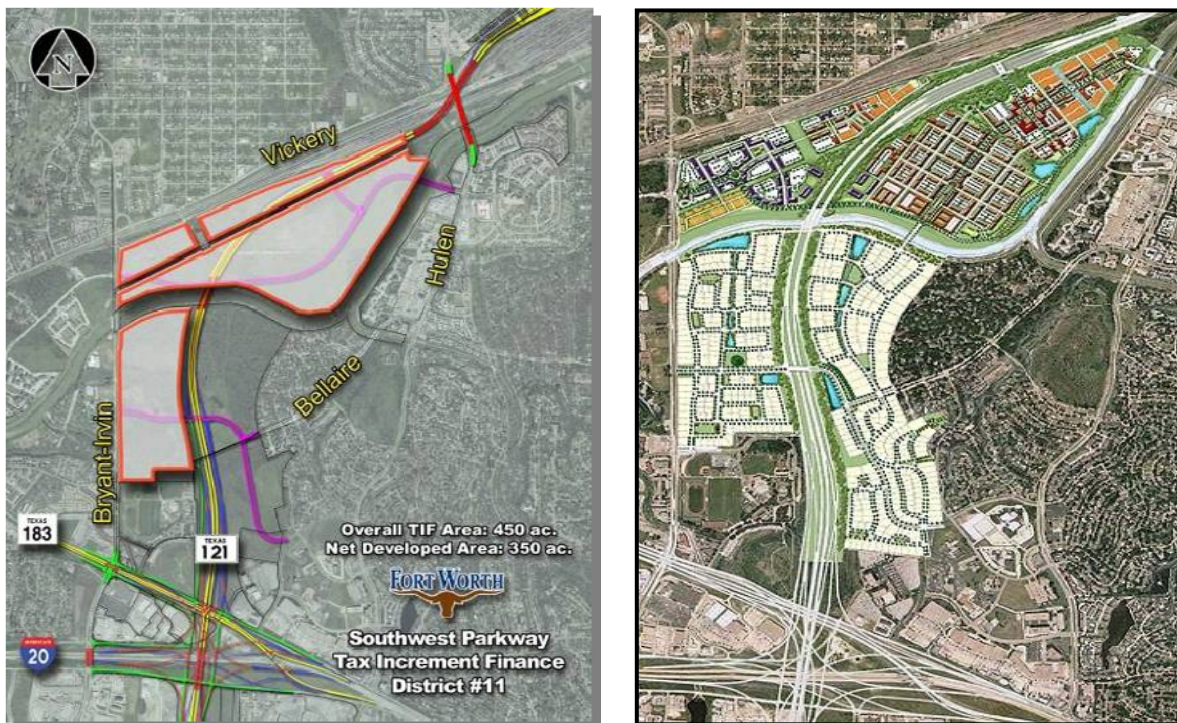 N
Vickery
Hulen
Bellaire
Bryant-Irvin
TEXAS
183
TEXAS
121
Overall TIF Area: 450 ac.
Net Developed Area: 350 ac.
FORT WORTH
20
Southwest Parkway
Tax Increment Finance
District #11